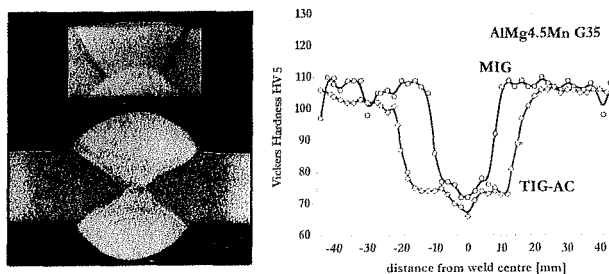 130
120
110
100
90
80
70
60
Vickers Hardness HV 5
AlMg4.5Mn G35
MIG
TIG-AC
-40 -30 -20 -10 0 10 20 30 40
distance from weld centre [mm]